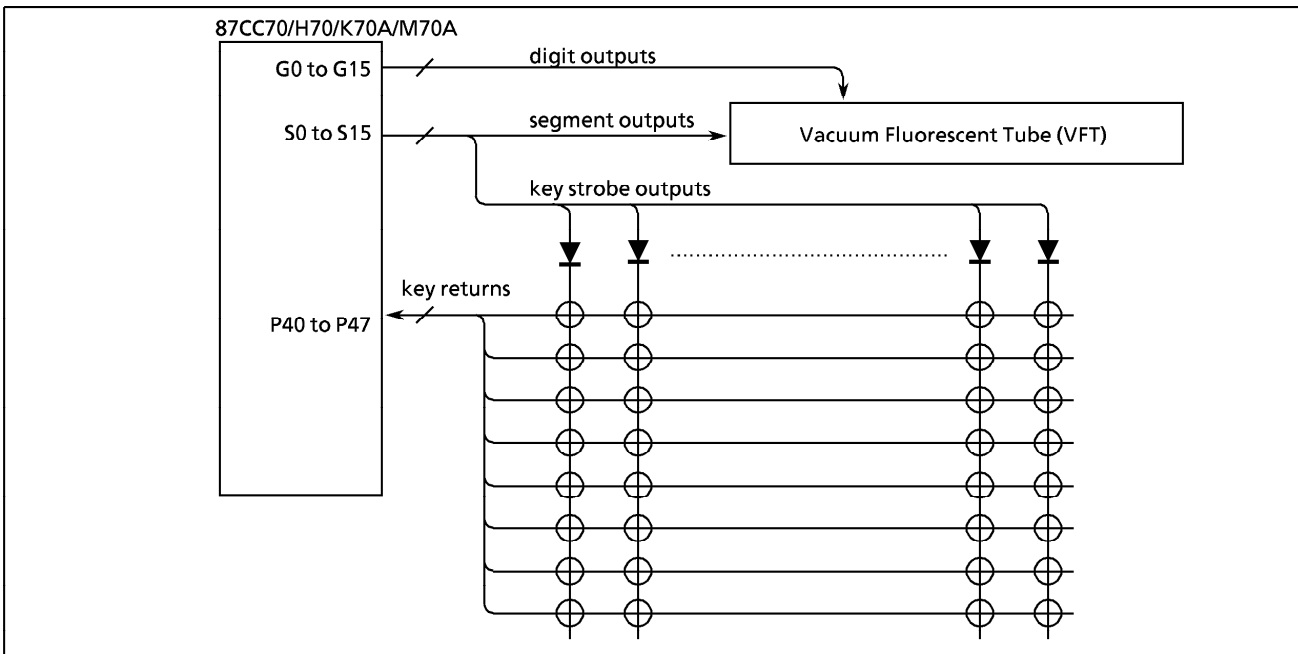 87CC70/H70/K70A/M70A
G0 to G15
digit outputs
S0 to S15
segment outputs
Vacuum Fluorescent Tube (VFT)
key strobe outputs
key returns
P40 to P47